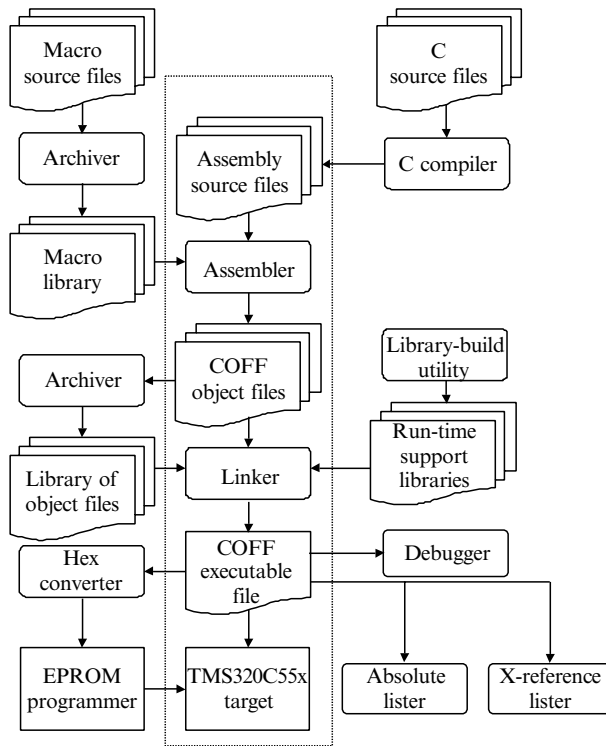 Macro
source files
C
source files
Archiver
Assembly
source files
C compiler
Macro
library
Assembler
Archiver
COFF
object files
Library-build
utility
Library of
object files
Linker
Run-time
support
libraries
Hex
converter
COFF
executable
file
Debugger
EPROM
programmer
TMS320C55x
target
Absolute
lister
X-reference
lister